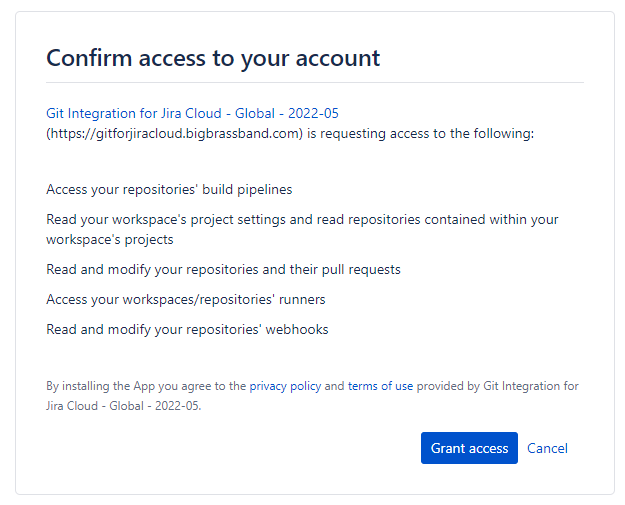 Confirm access to your account
Git Integration for Jira Cloud - Global - 2022-05
(https://gitforjiracloud.bigbrassband.com) is requesting access to the following:
Access your repositories' build pipelines
Read your workspace's project settings and read repositories contained within your
workspace's projects
Read and modify your repositories and their pull requests
Access your workspaces/repositories' runners
Read and modify your repositories' webhooks
By installing the App you agree to the privacy policy and terms of use provided by Git Integration for
Jira Cloud - Global - 2022-05.
Grant access Cancel